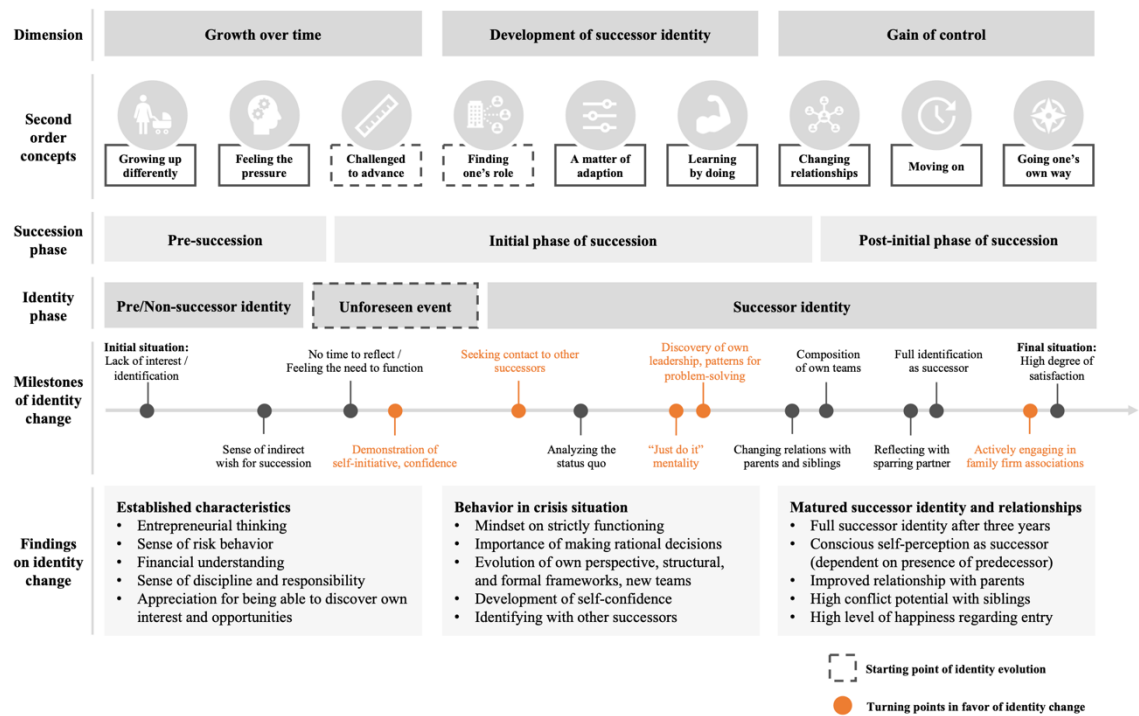 Dimension
Growth over time
Development of successor identity
Gain of control
Second
order
concepts
Growing up
differently
Feeling the
pressure
Challenged
to advance
Finding
one's role
A matter of
adaption
Learning
by doing
Changing
relationships
Moving on
Going one's
own way
Succession
phase
Pre-succession
Initial phase of succession
Post-initial phase of succession
Identity
phase
Pre/Non-successor identity
Unforeseen event
Successor identity
Milestones
of identity
change
Initial situation:
Lack of interest /
identification
Sense of indirect
wish for succession
No time to reflect /
Feeling the need to function
Demonstration of
self-initiative, confidence
Seeking contact to other
successors
Analyzing the
status quo
Discovery of own
leadership, patterns for
problem-solving
“Just do it”
mentality
Changing relations with
parents and siblings
Composition
of own teams
Reflecting with
sparring partner
Full identification
as successor
Actively engaging in
family firm associations
Final situation:
High degree of
satisfaction
Findings
on identity
change
Established characteristics
• Entrepreneurial thinking
• Sense of risk behavior
• Financial understanding
• Sense of discipline and responsibility
• Appreciation for being able to discover own
interest and opportunities
Behavior in crisis situation
• Mindset on strictly functioning
• Importance of making rational decisions
• Evolution of own perspective, structural,
and formal frameworks, new teams
• Development of self-confidence
• Identifying with other successors
Matured successor identity and relationships
• Full successor identity after three years
• Conscious self-perception as successor
(dependent on presence of predecessor)
• Improved relationship with parents
• High conflict potential with siblings
• High level of happiness regarding entry
Starting point of identity evolution
Turning points in favor of identity change